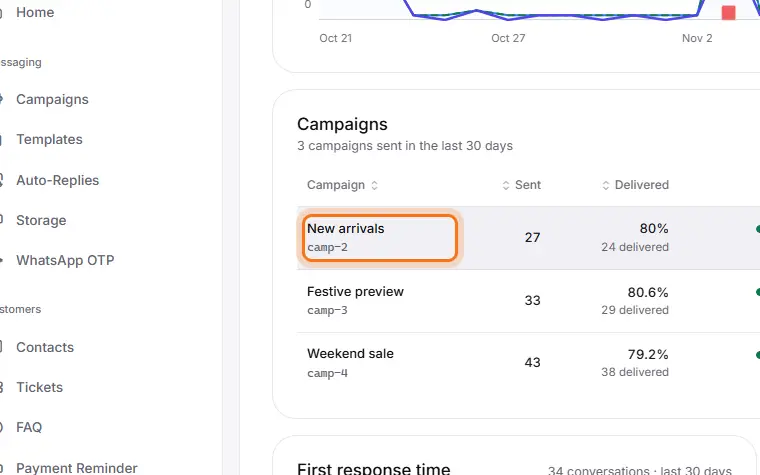 0
Oct 21 Oct 27 Nov 2
Home
Messaging
Campaigns
Templates
Auto-Replies
Storage
WhatsApp OTP
Customers
Contacts
Tickets
FAQ
Payment Reminder
Campaigns
3 campaigns sent in the last 30 days
Campaign Sent Delivered
New arrivals 27 80%
camp-2 24 delivered
Festive preview 33 80.6%
camp-3 29 delivered
Weekend sale 43 79.2%
camp-4 38 delivered
First response time 34 conversations · last 30 days